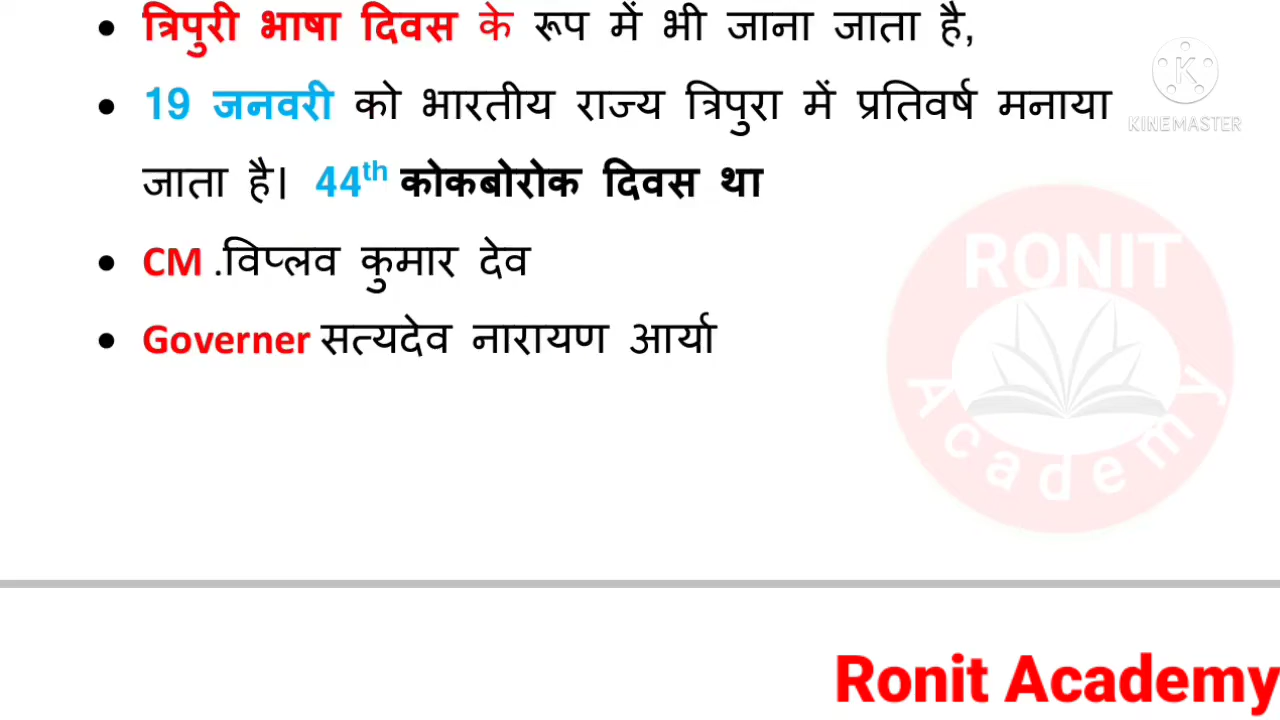 • त्रिपुरी भाषा दिवस के रूप में भी जाना जाता है,
K
KINEMASTER
• 19 जनवरी को भारतीय राज्य त्रिपुरा में प्रतिवर्ष मनाया
जाता है। 44th कोकबोरोक दिवस था
• CM .विप्लव कुमार देव
• Governer सत्यदेव नारायण आर्या
RONIT
Academy
Ronit Academy